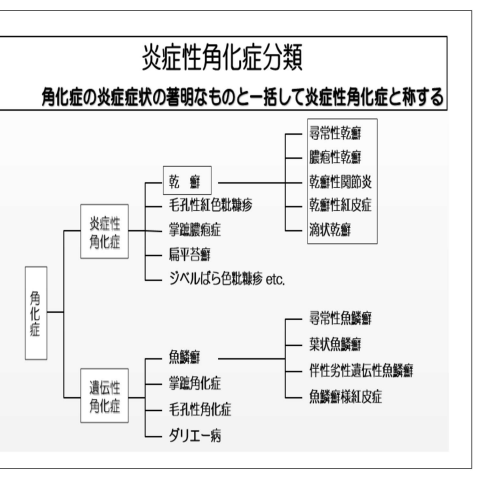 炎症性角化症分類
角化症の炎症症状の著明なものと一括して炎症性角化症と称する
角化症
炎症性
角化症
乾　癬
毛孔性紅色粃糠疹
掌蹠膿疱症
扁平苔癬
ジベルばら色粃糠疹 etc.
尋常性乾癬
膿疱性乾癬
乾癬性関節炎
乾癬性紅皮症
滴状乾癬
遺伝性
角化症
魚鱗癬
掌蹠角化症
毛孔性角化症
ダリエー病
尋常性魚鱗癬
葉状魚鱗癬
伴性劣性遺伝性魚鱗癬
魚鱗癬様紅皮症